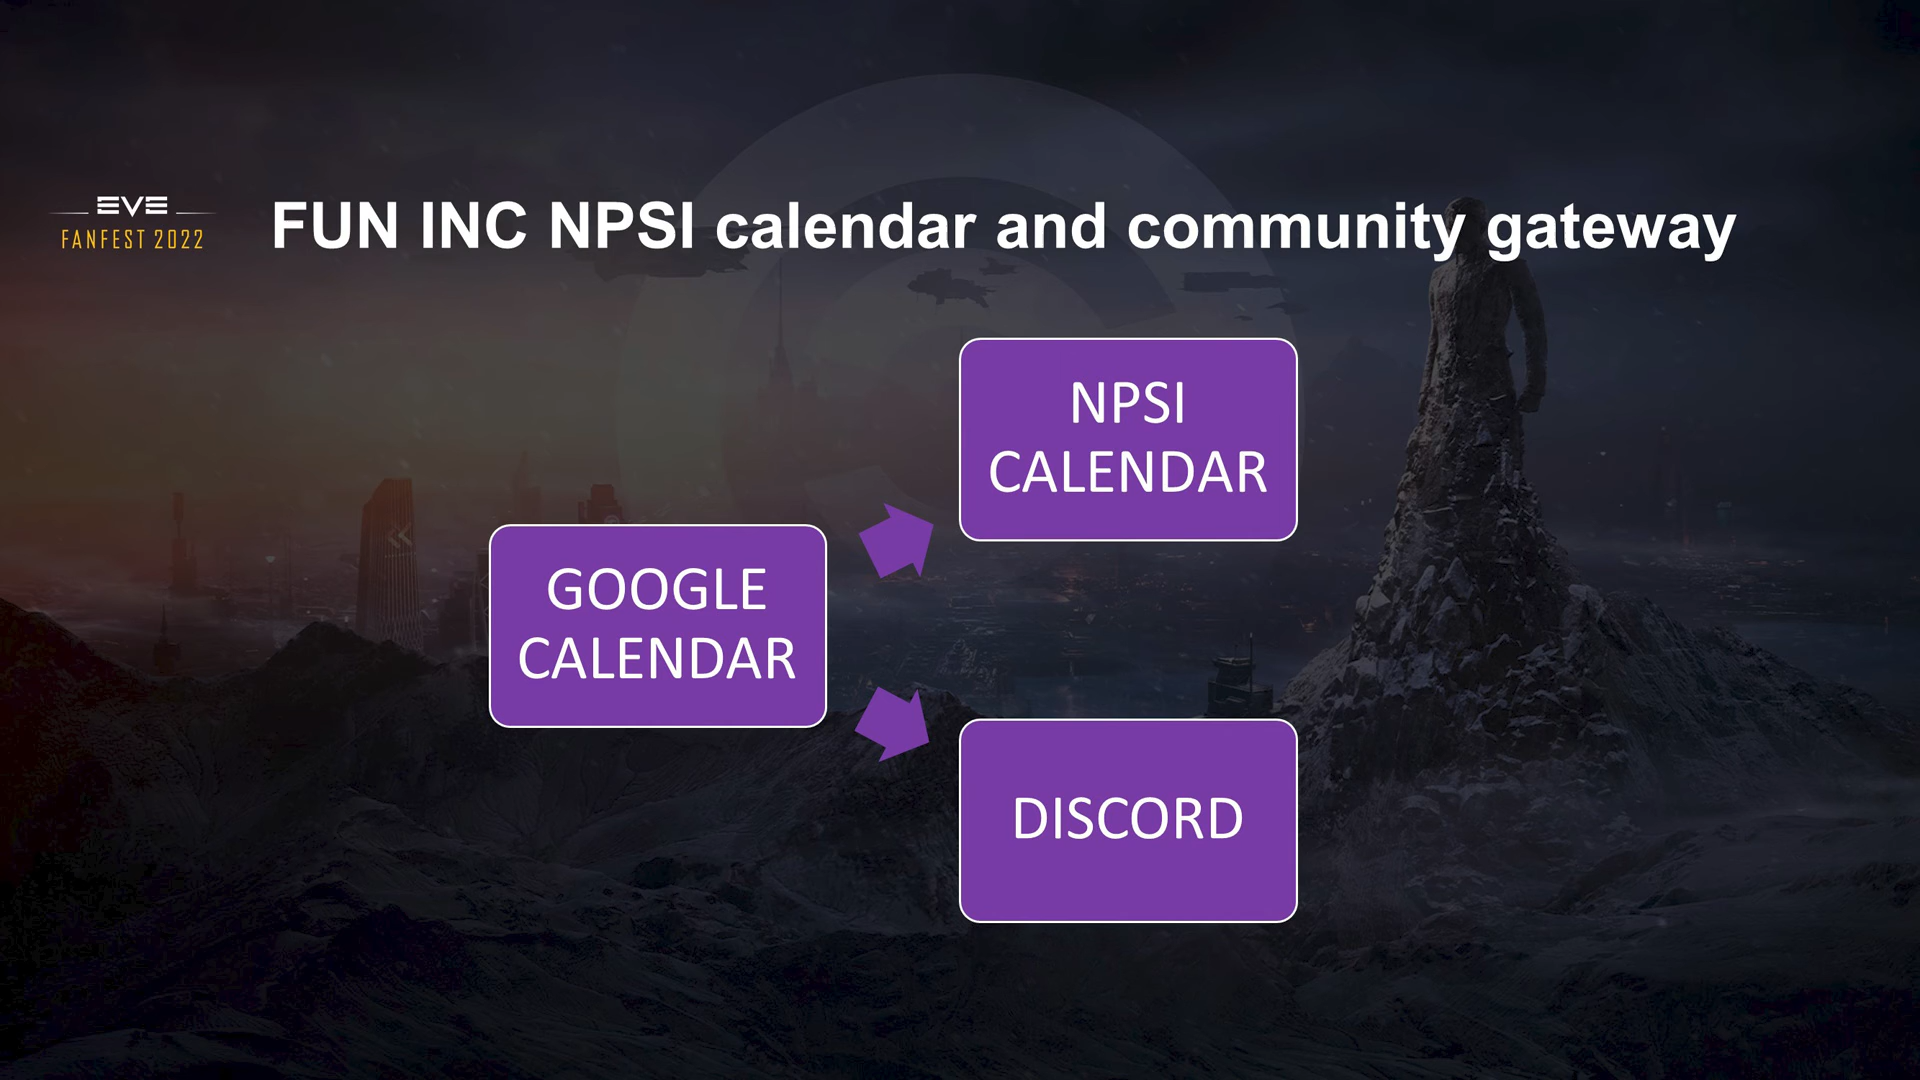 EVE
FANFEST 2022
FUN INC NPSI calendar and community gateway
NPSI
CALENDAR
GOOGLE
CALENDAR
DISCORD